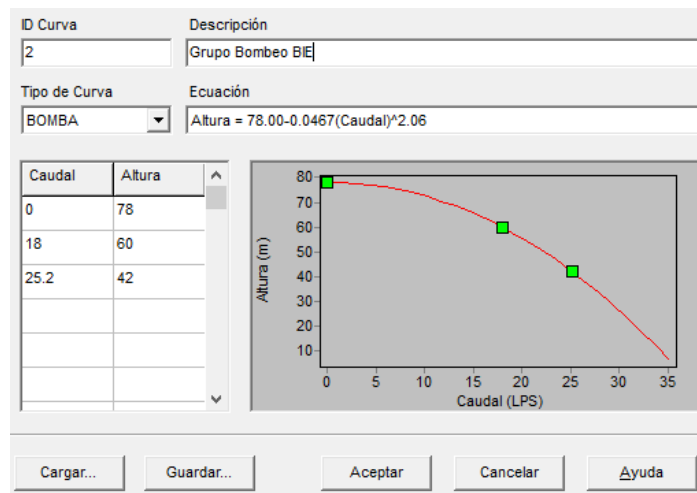 ID Curva Descripción
2 Grupo Bombeo BIE
Tipo de Curva Ecuación
BOMBA Altura = 78.00-0.0467(Caudal)^2.06
Caudal Altura
0 78
18 60
25.2 42
80
70
60
50
40
30
20
10
Altura (m)
0 5 10 15 20 25 30 35
Caudal (LPS)
Cargar... Guardar... Aceptar Cancelar Ayuda